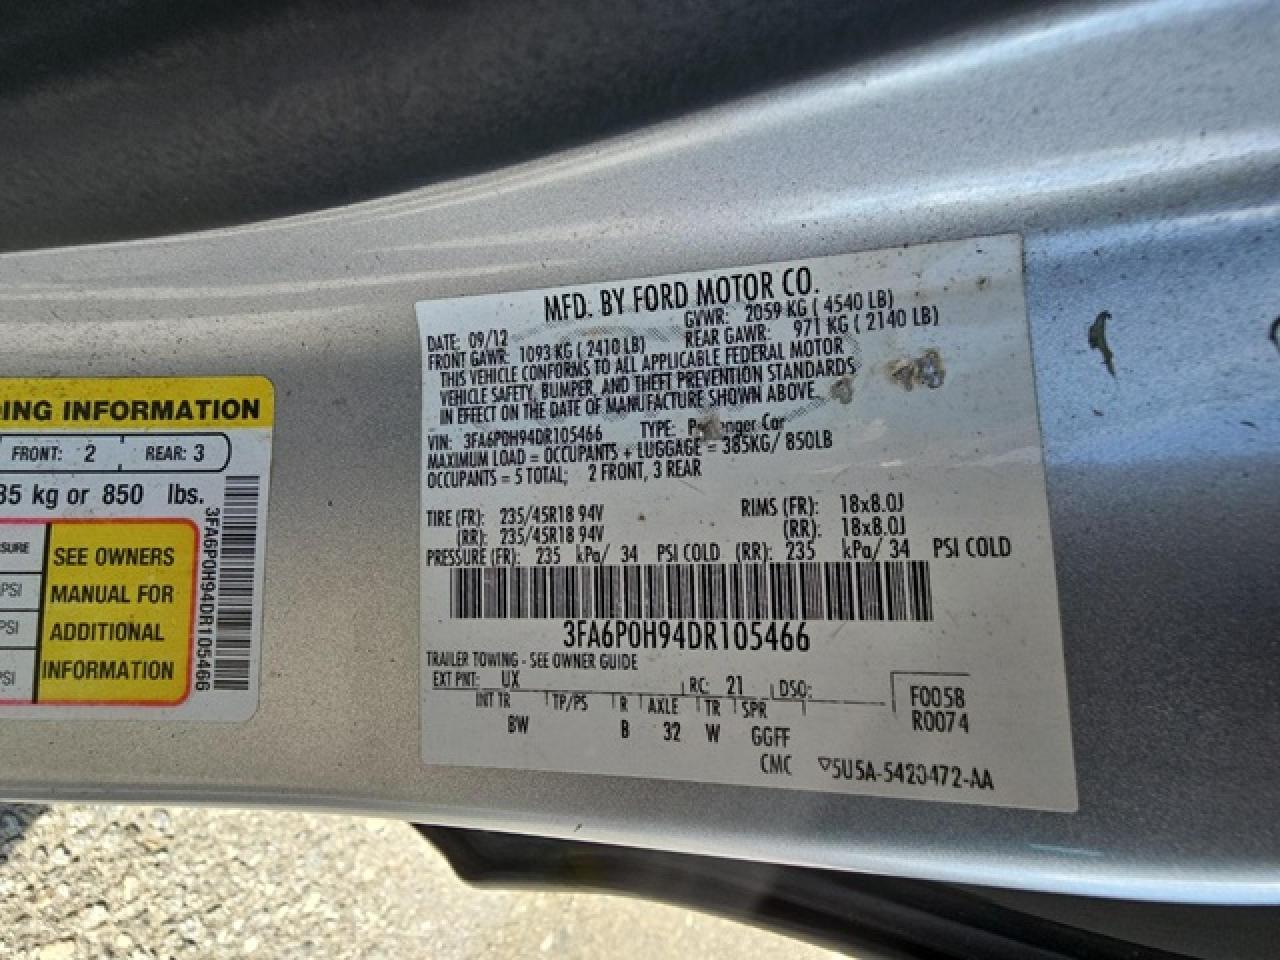 DING INFORMATION
FRONT: 2 REAR: 3
85 kg or 850 lbs.
SURE
PSI
PSI
PSI
SEE OWNERS
MANUAL FOR
ADDITIONAL
INFORMATION
3FA6P0H94DR105466
MFD. BY FORD MOTOR CO.
DATE: 09/12 GVWR: 2059 KG ( 4540 LB)
FRONT GAWR: 1093 KG ( 2410 LB) REAR GAWR: 971 KG ( 2140 LB)
THIS VEHICLE CONFORMS TO ALL APPLICABLE FEDERAL MOTOR
VEHICLE SAFETY, BUMPER, AND THEFT PREVENTION STANDARDS
IN EFFECT ON THE DATE OF MANUFACTURE SHOWN ABOVE.
VIN: 3FA6P0H94DR105466 TYPE: Passenger Car
MAXIMUM LOAD = OCCUPANTS + LUGGAGE = 385KG/ 850LB
OCCUPANTS = 5 TOTAL; 2 FRONT, 3 REAR
TIRE (FR): 235/45R18 94V RIMS (FR): 18x8.0J
(RR): 235/45R18 94V (RR): 18x8.0J
PRESSURE (FR): 235 kPa/ 34 PSI COLD (RR): 235 kPa/ 34 PSI COLD
3FA6P0H94DR105466
TRAILER TOWING - SEE OWNER GUIDE
EXT PNT: UX RC: 21 DSO: F0058
INT TR TP/PS R AXLE TR SPR R0074
BW B 32 W GGFF
CMC ▽5U5A-5420472-AA